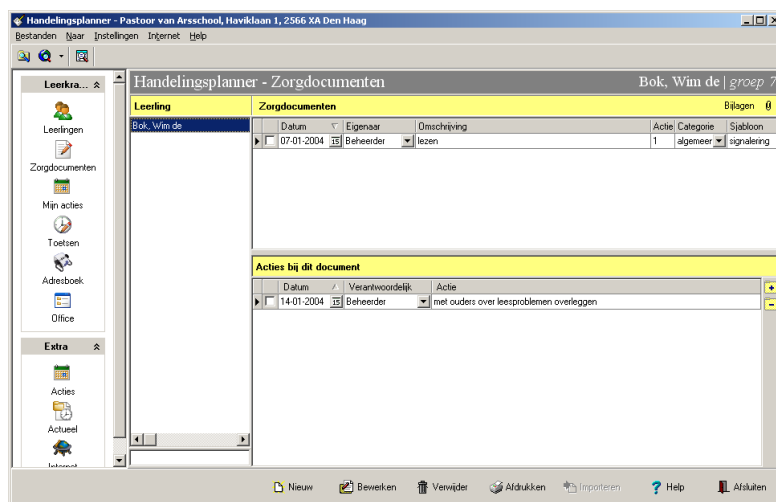 Handelingsplanner - Pastoor van Arsschool, Haviklaan 1, 2566 XA Den Haag
Bestanden Naar Instellingen Internet Help
Leerkra...
Leerlingen
Zorgdocumenten
Mijn acties
Toetsen
Adresboek
Office
Extra
Acties
Actueel
Internet
Handelingsplanner - Zorgdocumenten Bok, Wim de | groep 7
Leerling
Bok, Wim de
Zorgdocumenten Bijlagen
Datum Eigenaar Omschrijving Actie Categorie Sjabloon
07-01-2004 15 Beheerder lezen 1 algemeen signalering
Acties bij dit document
Datum Verantwoordelijk Actie
14-01-2004 15 Beheerder met ouders over leesproblemen overleggen
Nieuw Bewerken Verwijder Afdrukken Importeren Help Afsluiten